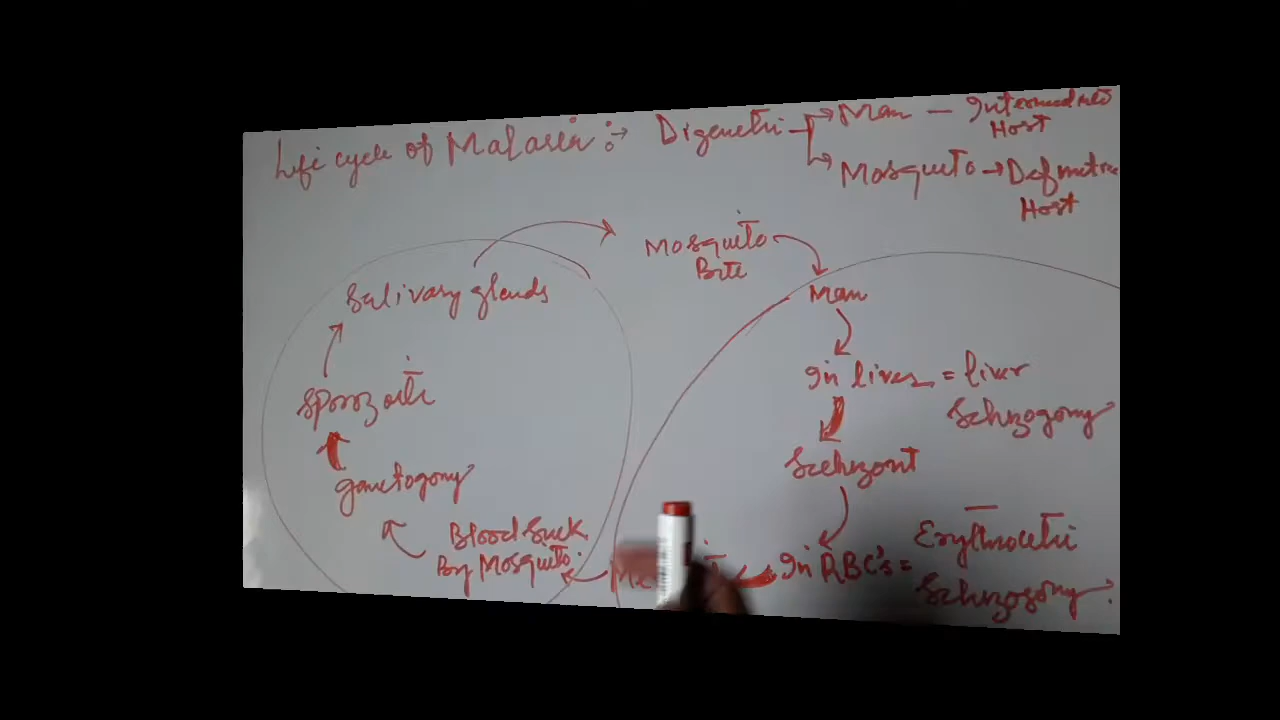 Life cycle of Malaria :→ Digenetic → Man — Intermediate Host
→ Mosquito → Definitive Host
Mosquito
Bite
Man
Salivary glands
In liver = liver
Schizogony
Sporozoite
Schizont
Gametogony
Blood Suck
By Mosquito
In RBC's = Erythrocetic
Schizogony